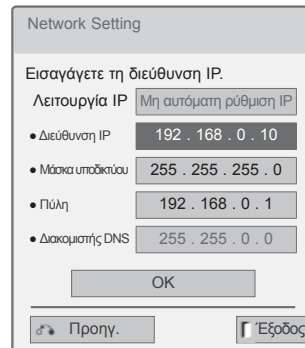 Network Setting
Εισαγάγετε τη διεύθυνση IP.
Λειτουργία IP Μη αυτόματη ρύθμιση IP
● Διεύθυνση IP 192 . 168 . 0 . 10
● Μάσκα υποδικτύου 255 . 255 . 255 . 0
● Πύλη 192 . 168 . 0 . 1
● Διακομιστής DNS 255 . 255 . 0 . 0
OK
Προηγ. Έξοδος